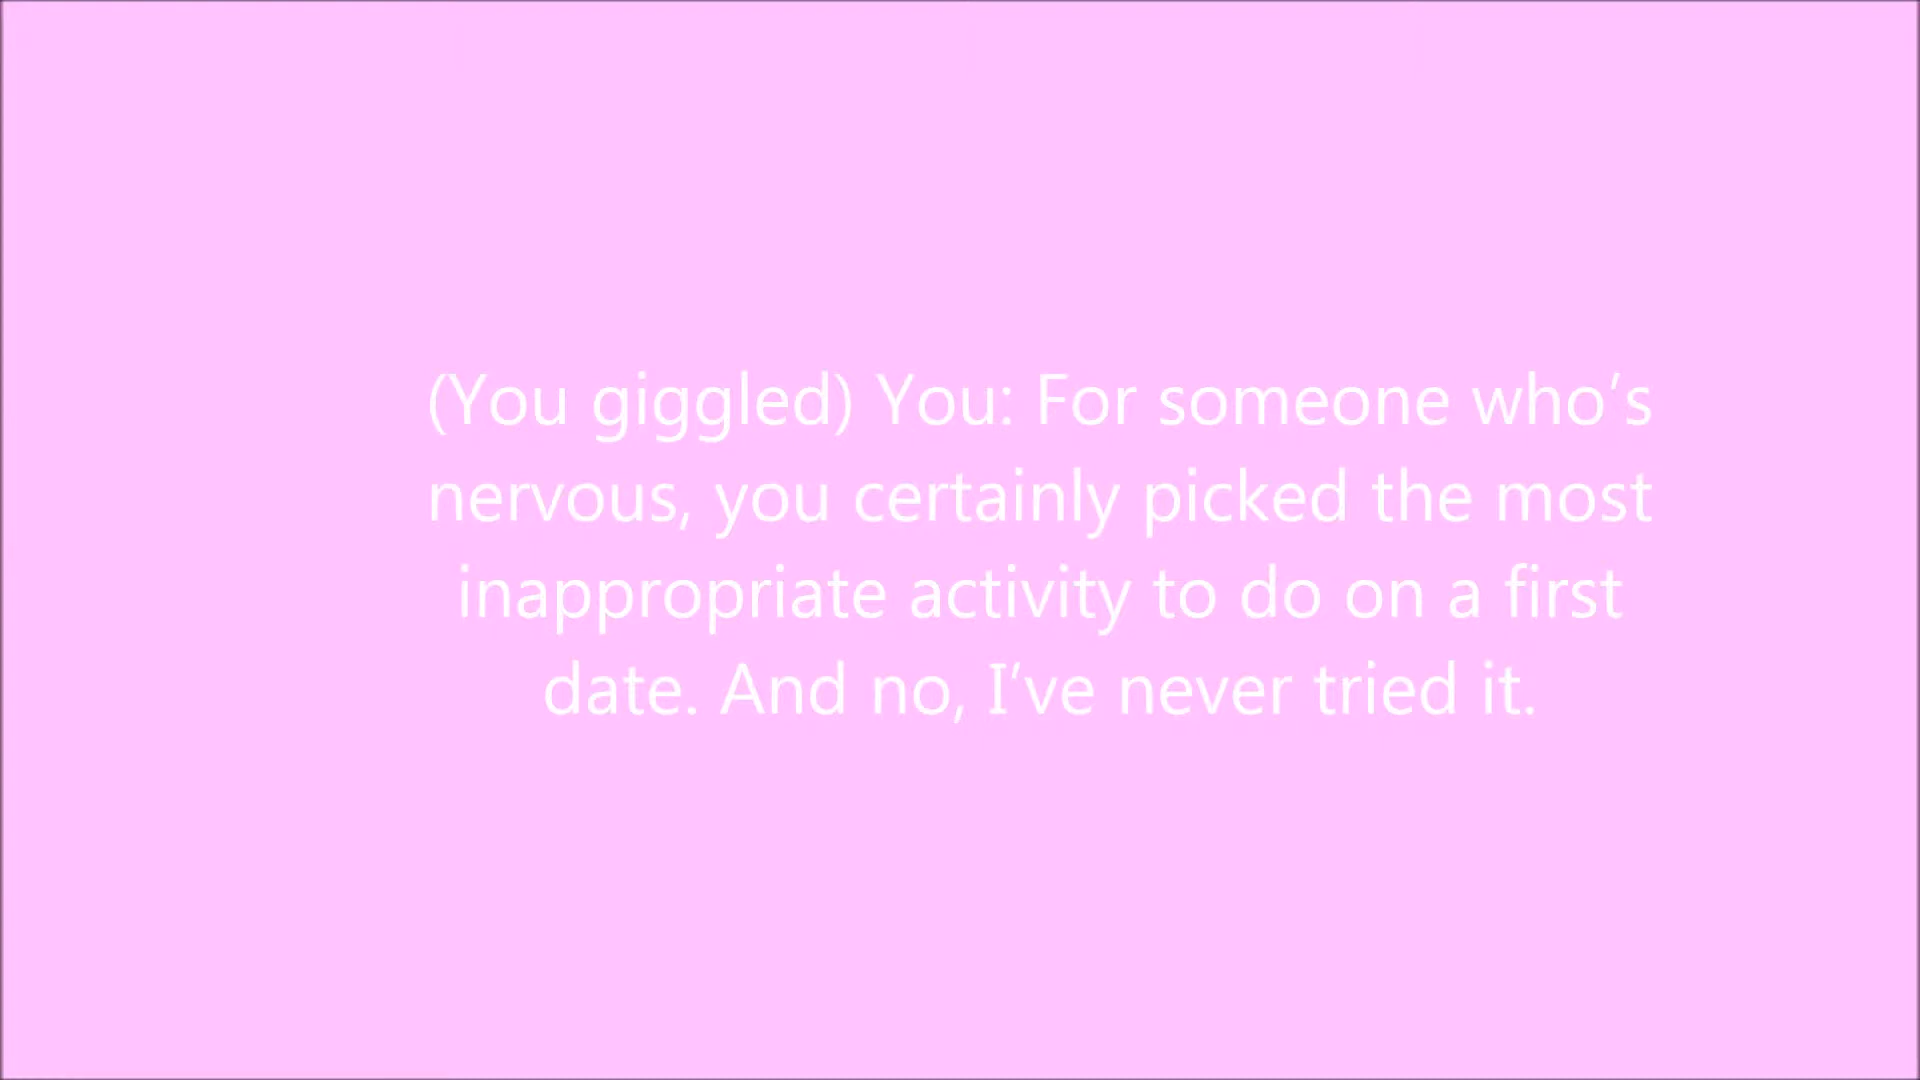 (You giggled) You: For someone who’s
nervous, you certainly picked the most
inappropriate activity to do on a first
date. And no, I’ve never tried it.